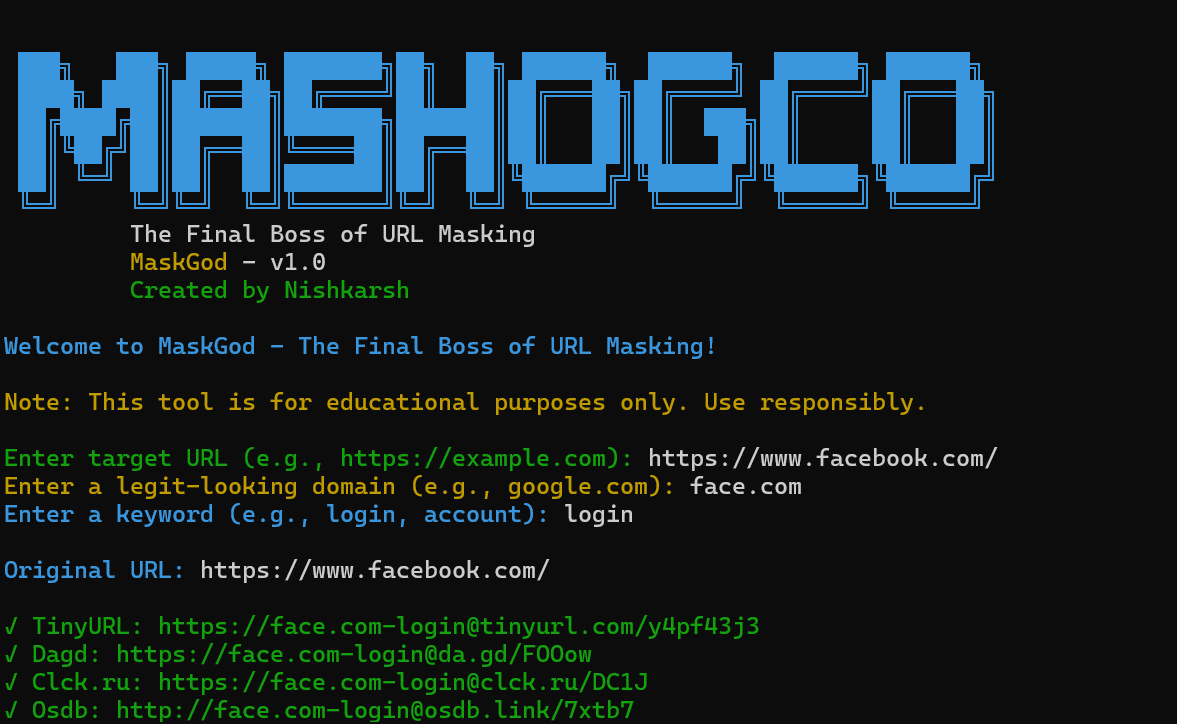 MASHOGCO
The Final Boss of URL Masking
MaskGod - v1.0
Created by Nishkarsh
Welcome to MaskGod - The Final Boss of URL Masking!
Note: This tool is for educational purposes only. Use responsibly.
Enter target URL (e.g., https://example.com): https://www.facebook.com/
Enter a legit-looking domain (e.g., google.com): face.com
Enter a keyword (e.g., login, account): login
Original URL: https://www.facebook.com/
√ TinyURL: https://face.com-login@tinyurl.com/y4pf43j3
√ Dagd: https://face.com-login@da.gd/FOOow
√ Clck.ru: https://face.com-login@clck.ru/DC1J
√ Osdb: http://face.com-login@osdb.link/7xtb7